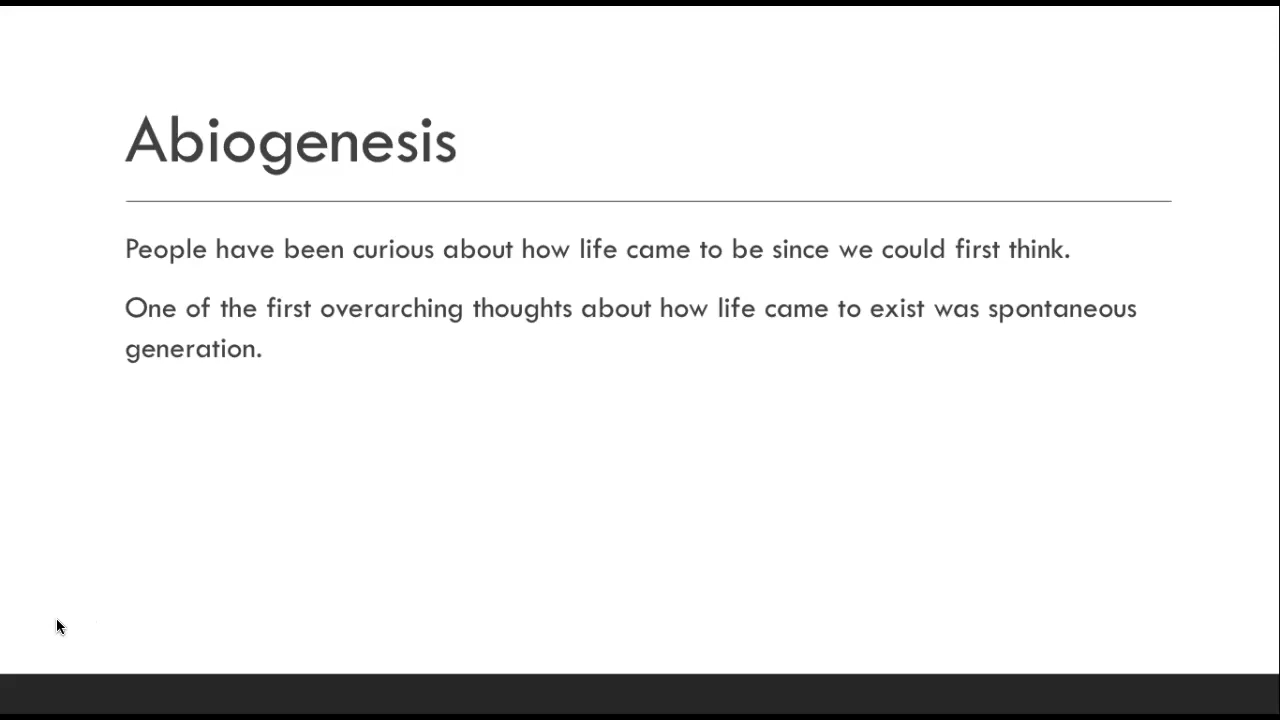 Abiogenesis
People have been curious about how life came to be since we could first think.
One of the first overarching thoughts about how life came to exist was spontaneous
generation.